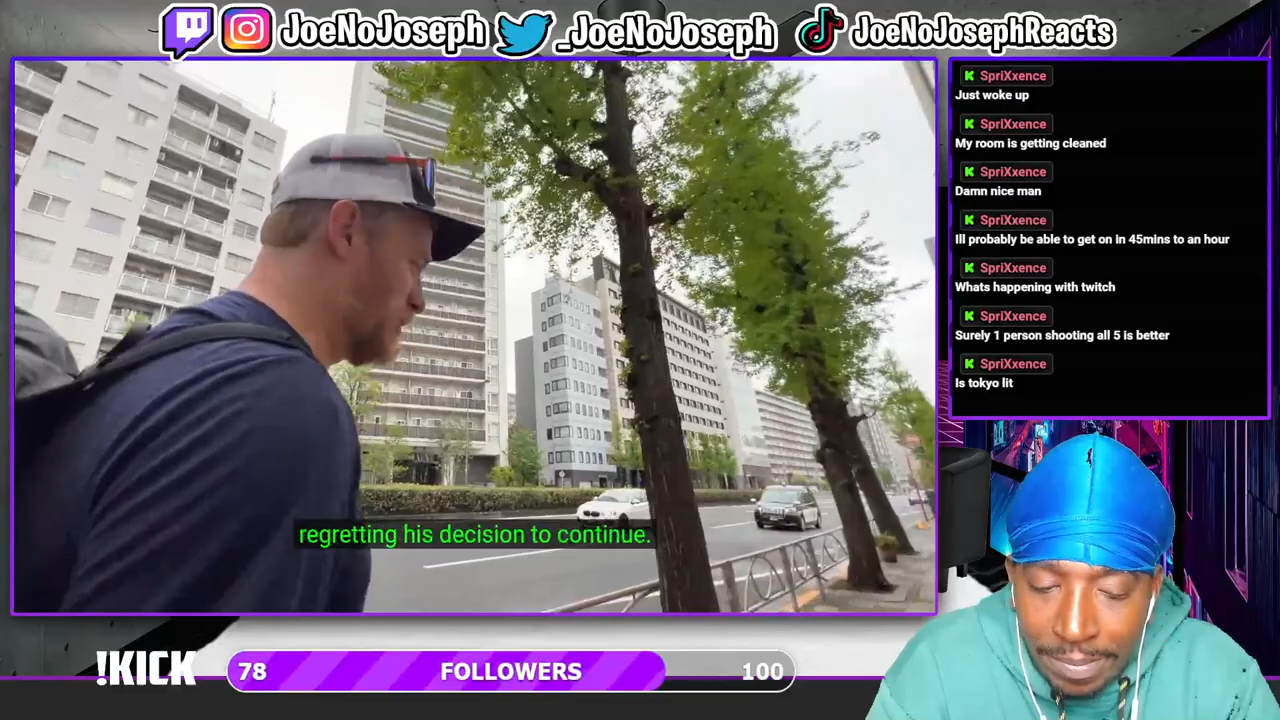 JoeNoJoseph _JoeNoJoseph JoeNoJosephReacts
SpriXxence
Just woke up
SpriXxence
My room is getting cleaned
SpriXxence
Damn nice man
SpriXxence
Ill probably be able to get on in 45mins to an hour
SpriXxence
Whats happening with twitch
SpriXxence
Surely 1 person shooting all 5 is better
SpriXxence
Is tokyo lit
regretting his decision to continue.
!KICK 78 FOLLOWERS 100